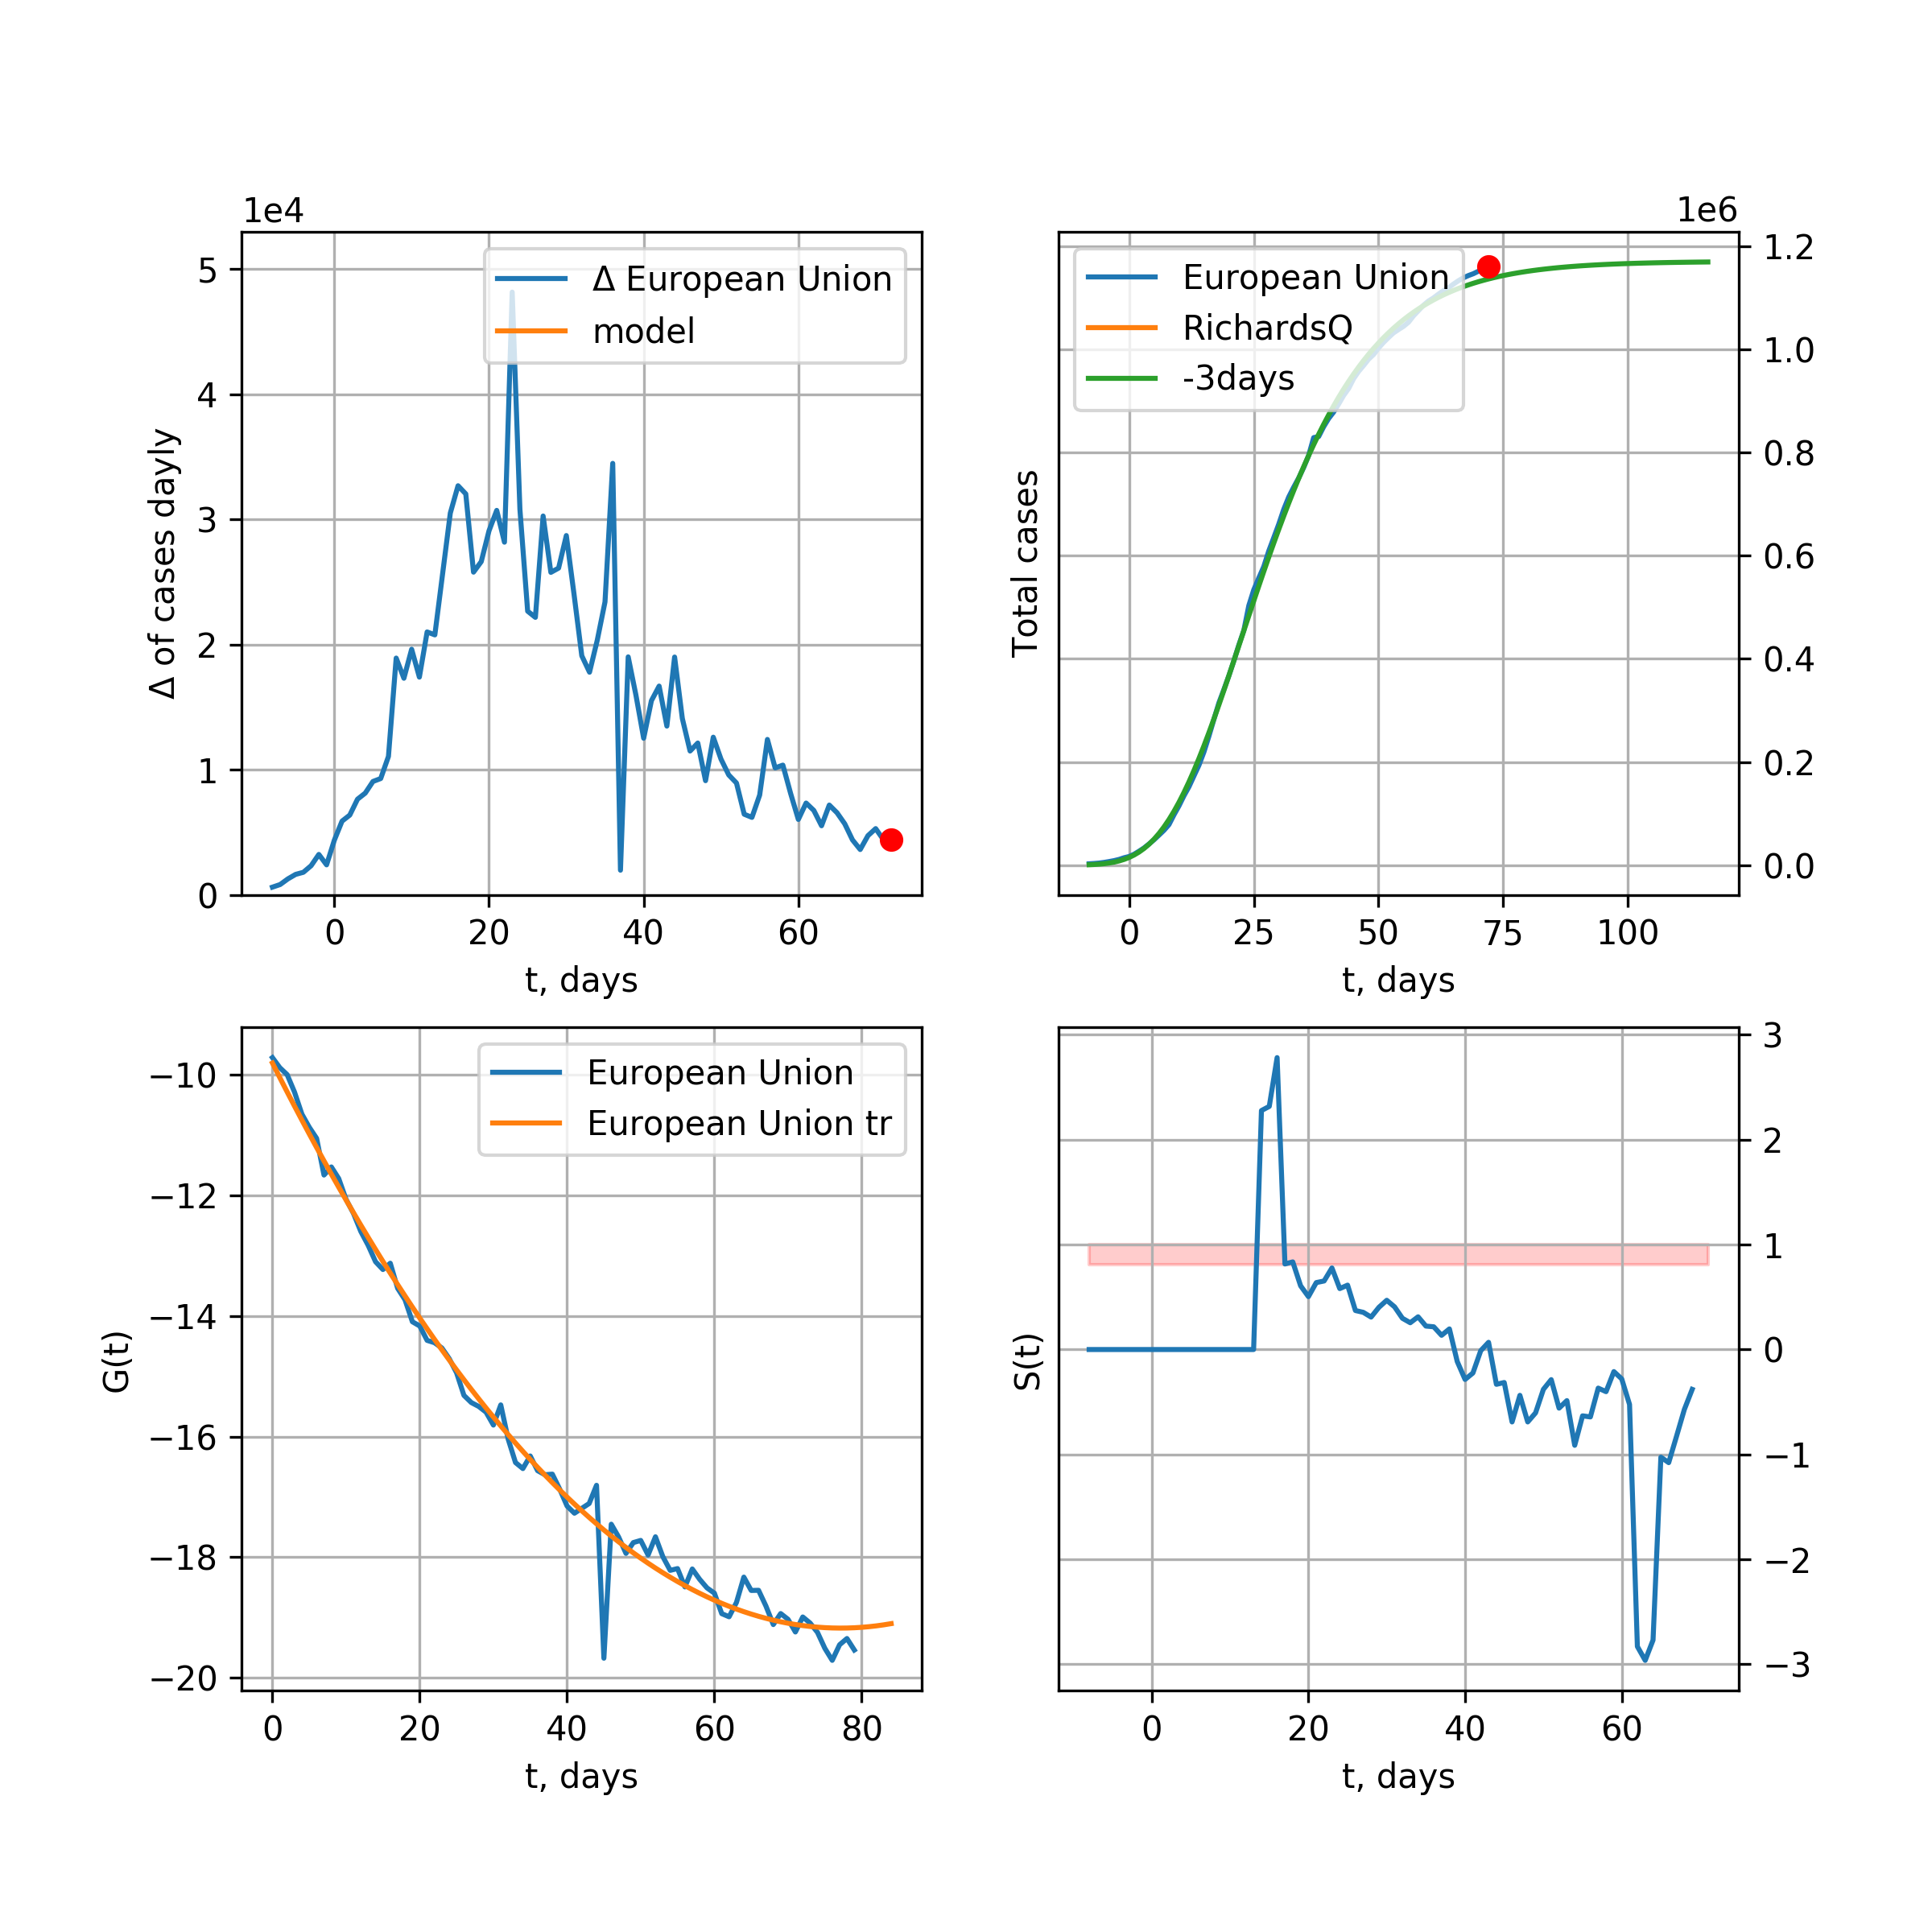 1e4
5
4
3
2
1
0
Δ of cases dayly
Δ European Union
model
0 20 40 60
t, days
1e6
1.2
1.0
0.8
0.6
0.4
0.2
0.0
Total cases
European Union
RichardsQ
-3days
0 25 50 75 100
t, days
−10
−12
−14
−16
−18
−20
G(t)
European Union
European Union tr
0 20 40 60 80
t, days
3
2
1
0
−1
−2
−3
S(t)
0 20 40 60
t, days